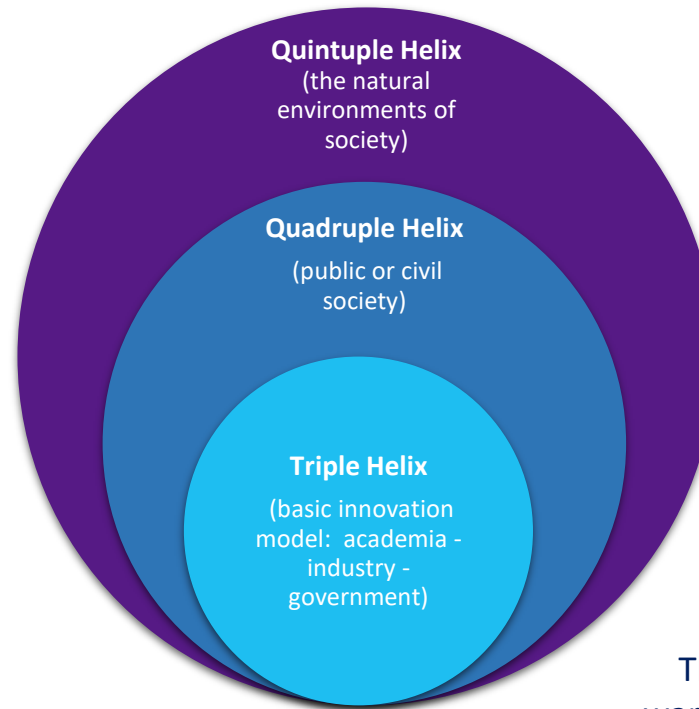 Quintuple Helix
(the natural
environments of
society)
Quadruple Helix
(public or civil
society)
Triple Helix
(basic innovation
model: academia -
industry -
government)
T